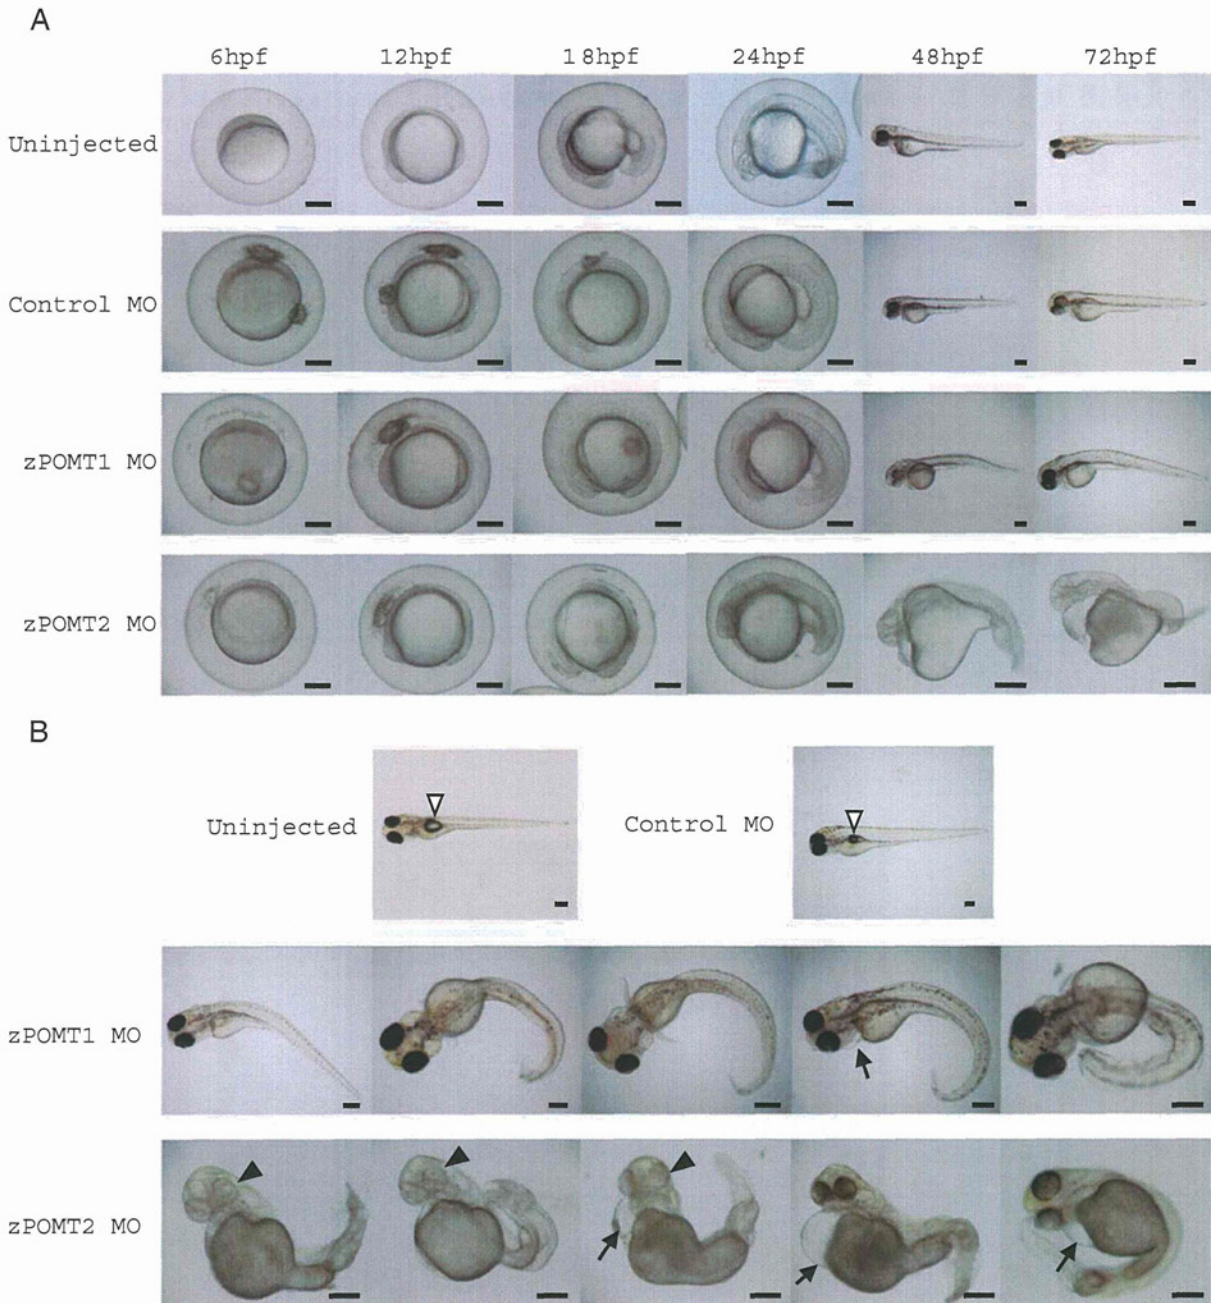 A
6hpf 12hpf 18hpf 24hpf 48hpf 72hpf
Uninjected
Control MO
zPOMT1 MO
zPOMT2 MO
B
Uninjected
Control MO
zPOMT1 MO
zPOMT2 MO